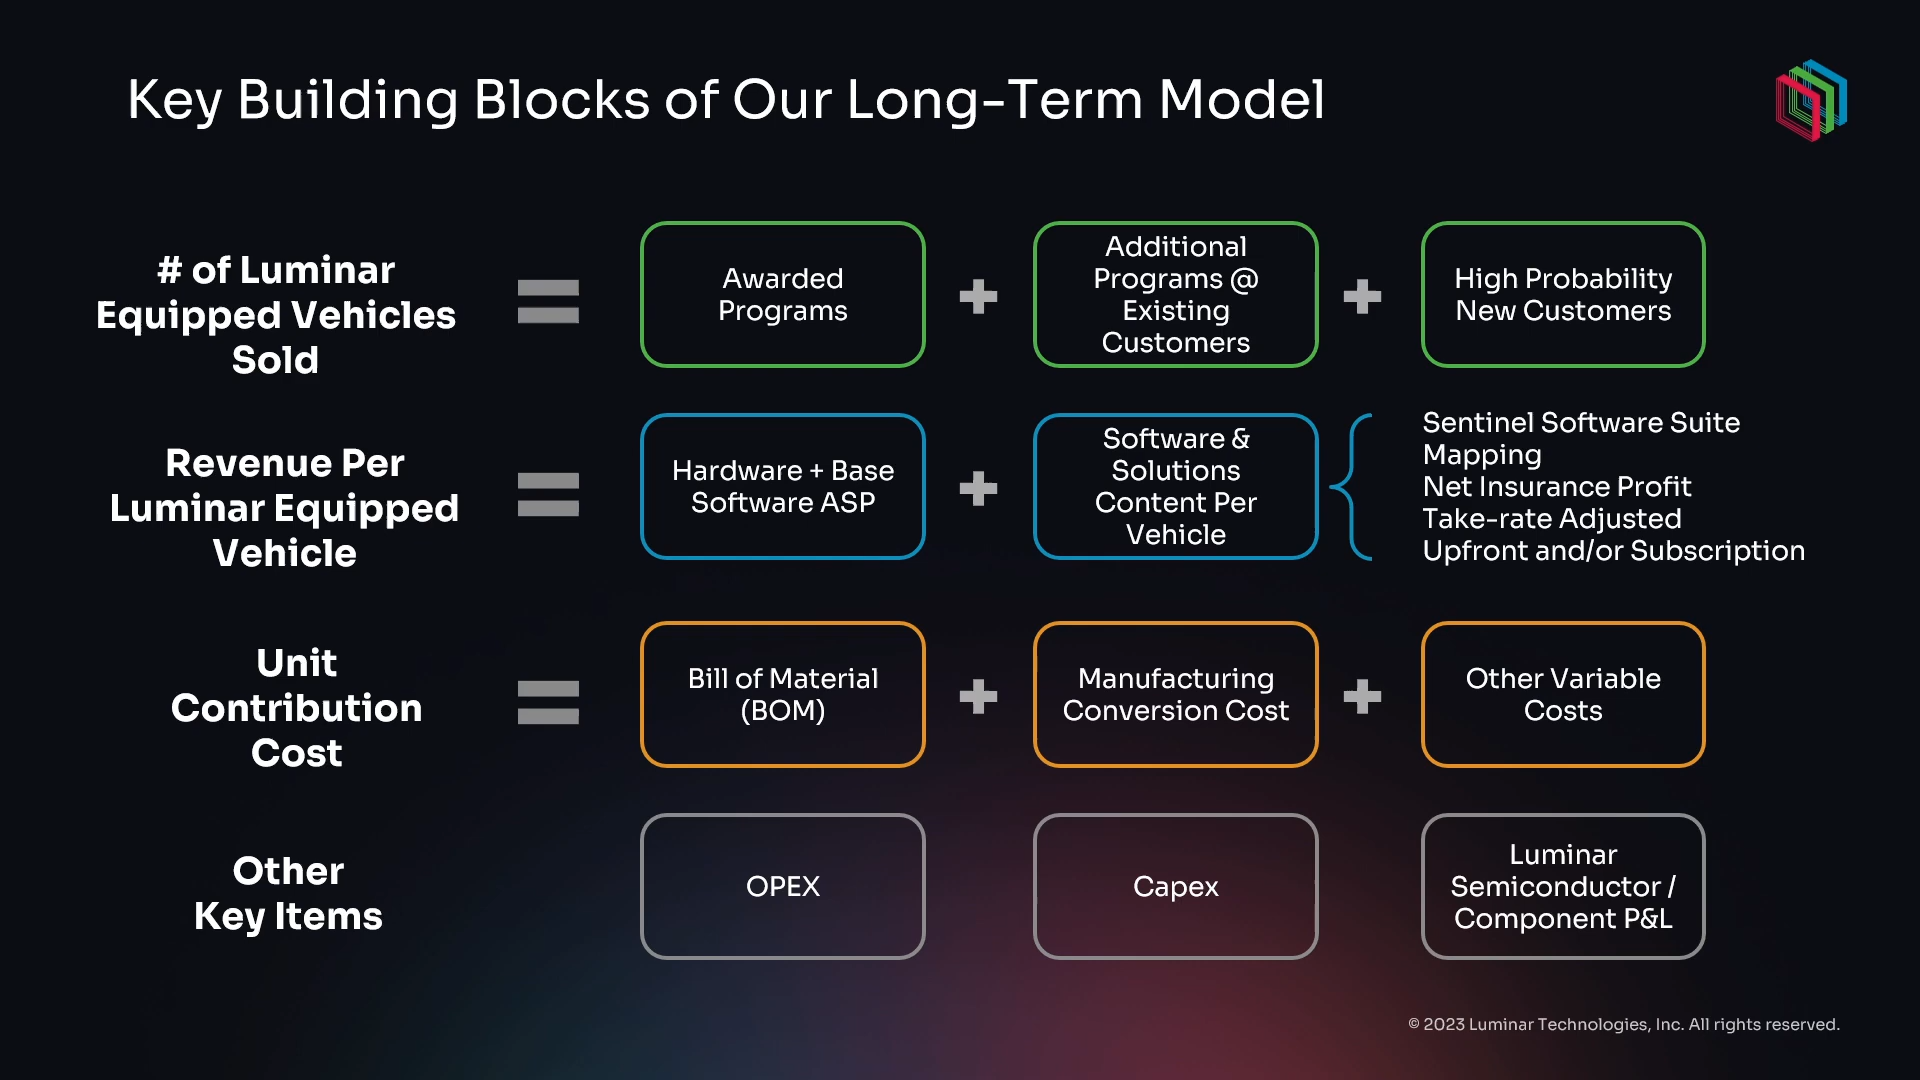 Key Building Blocks of Our Long-Term Model
# of Luminar
Equipped Vehicles
Sold
Awarded
Programs
Additional
Programs @
Existing
Customers
High Probability
New Customers
Revenue Per
Luminar Equipped
Vehicle
Hardware + Base
Software ASP
Software &
Solutions
Content Per
Vehicle
Sentinel Software Suite
Mapping
Net Insurance Profit
Take-rate Adjusted
Upfront and/or Subscription
Unit
Contribution
Cost
Bill of Material
(BOM)
Manufacturing
Conversion Cost
Other Variable
Costs
Other
Key Items
OPEX
Capex
Luminar
Semiconductor /
Component P&L
© 2023 Luminar Technologies, Inc. All rights reserved.